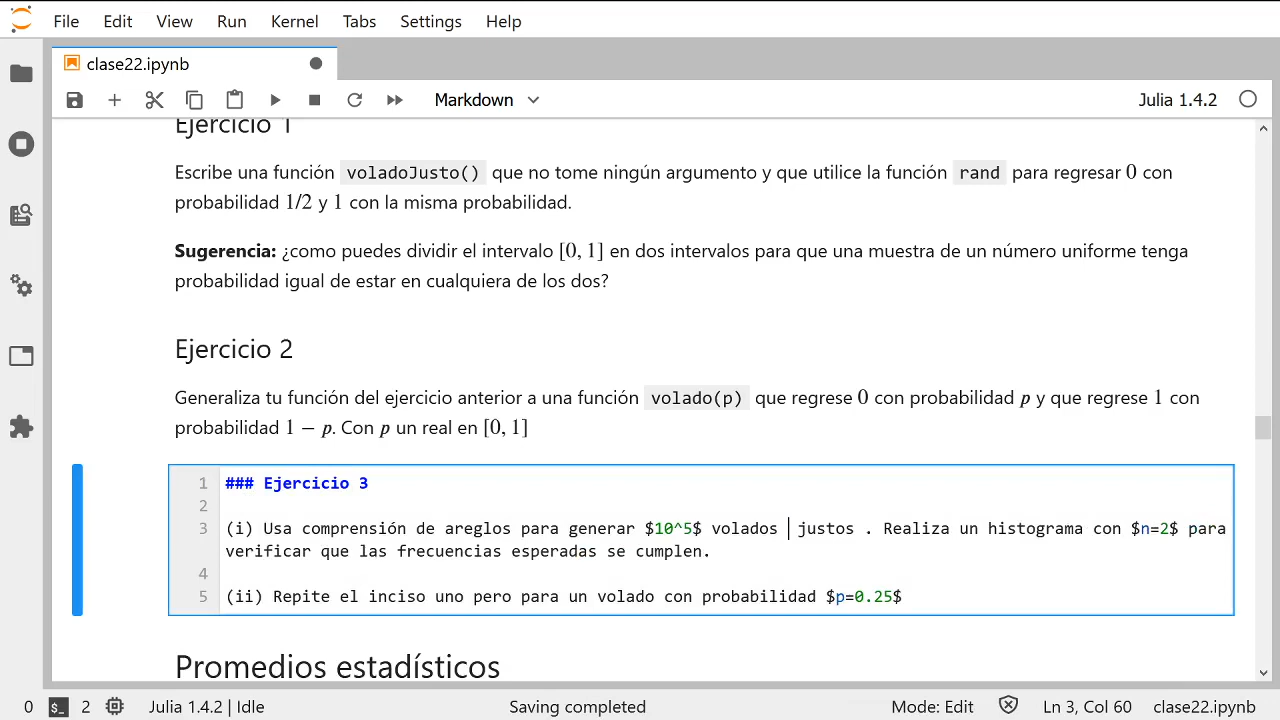 File Edit View Run Kernel Tabs Settings Help
clase22.ipynb
Markdown
Julia 1.4.2
Ejercicio 1
Escribe una función voladoJusto() que no tome ningún argumento y que utilice la función rand para regresar 0 con
probabilidad 1/2 y 1 con la misma probabilidad.
Sugerencia: ¿como puedes dividir el intervalo [0, 1] en dos intervalos para que una muestra de un número uniforme tenga
probabilidad igual de estar en cualquiera de los dos?
Ejercicio 2
Generaliza tu función del ejercicio anterior a una función volado(p) que regrese 0 con probabilidad p y que regrese 1 con
probabilidad 1 − p. Con p un real en [0, 1]
1 ### Ejercicio 3
2
3 (i) Usa comprensión de areglos para generar $10^5$ volados justos . Realiza un histograma con $n=2$ para
verificar que las frecuencias esperadas se cumplen.
4
5 (ii) Repite el inciso uno pero para un volado con probabilidad $p=0.25$
Promedios estadísticos
0 $_ 2 Julia 1.4.2 | Idle Saving completed Mode: Edit Ln 3, Col 60 clase22.ipynb